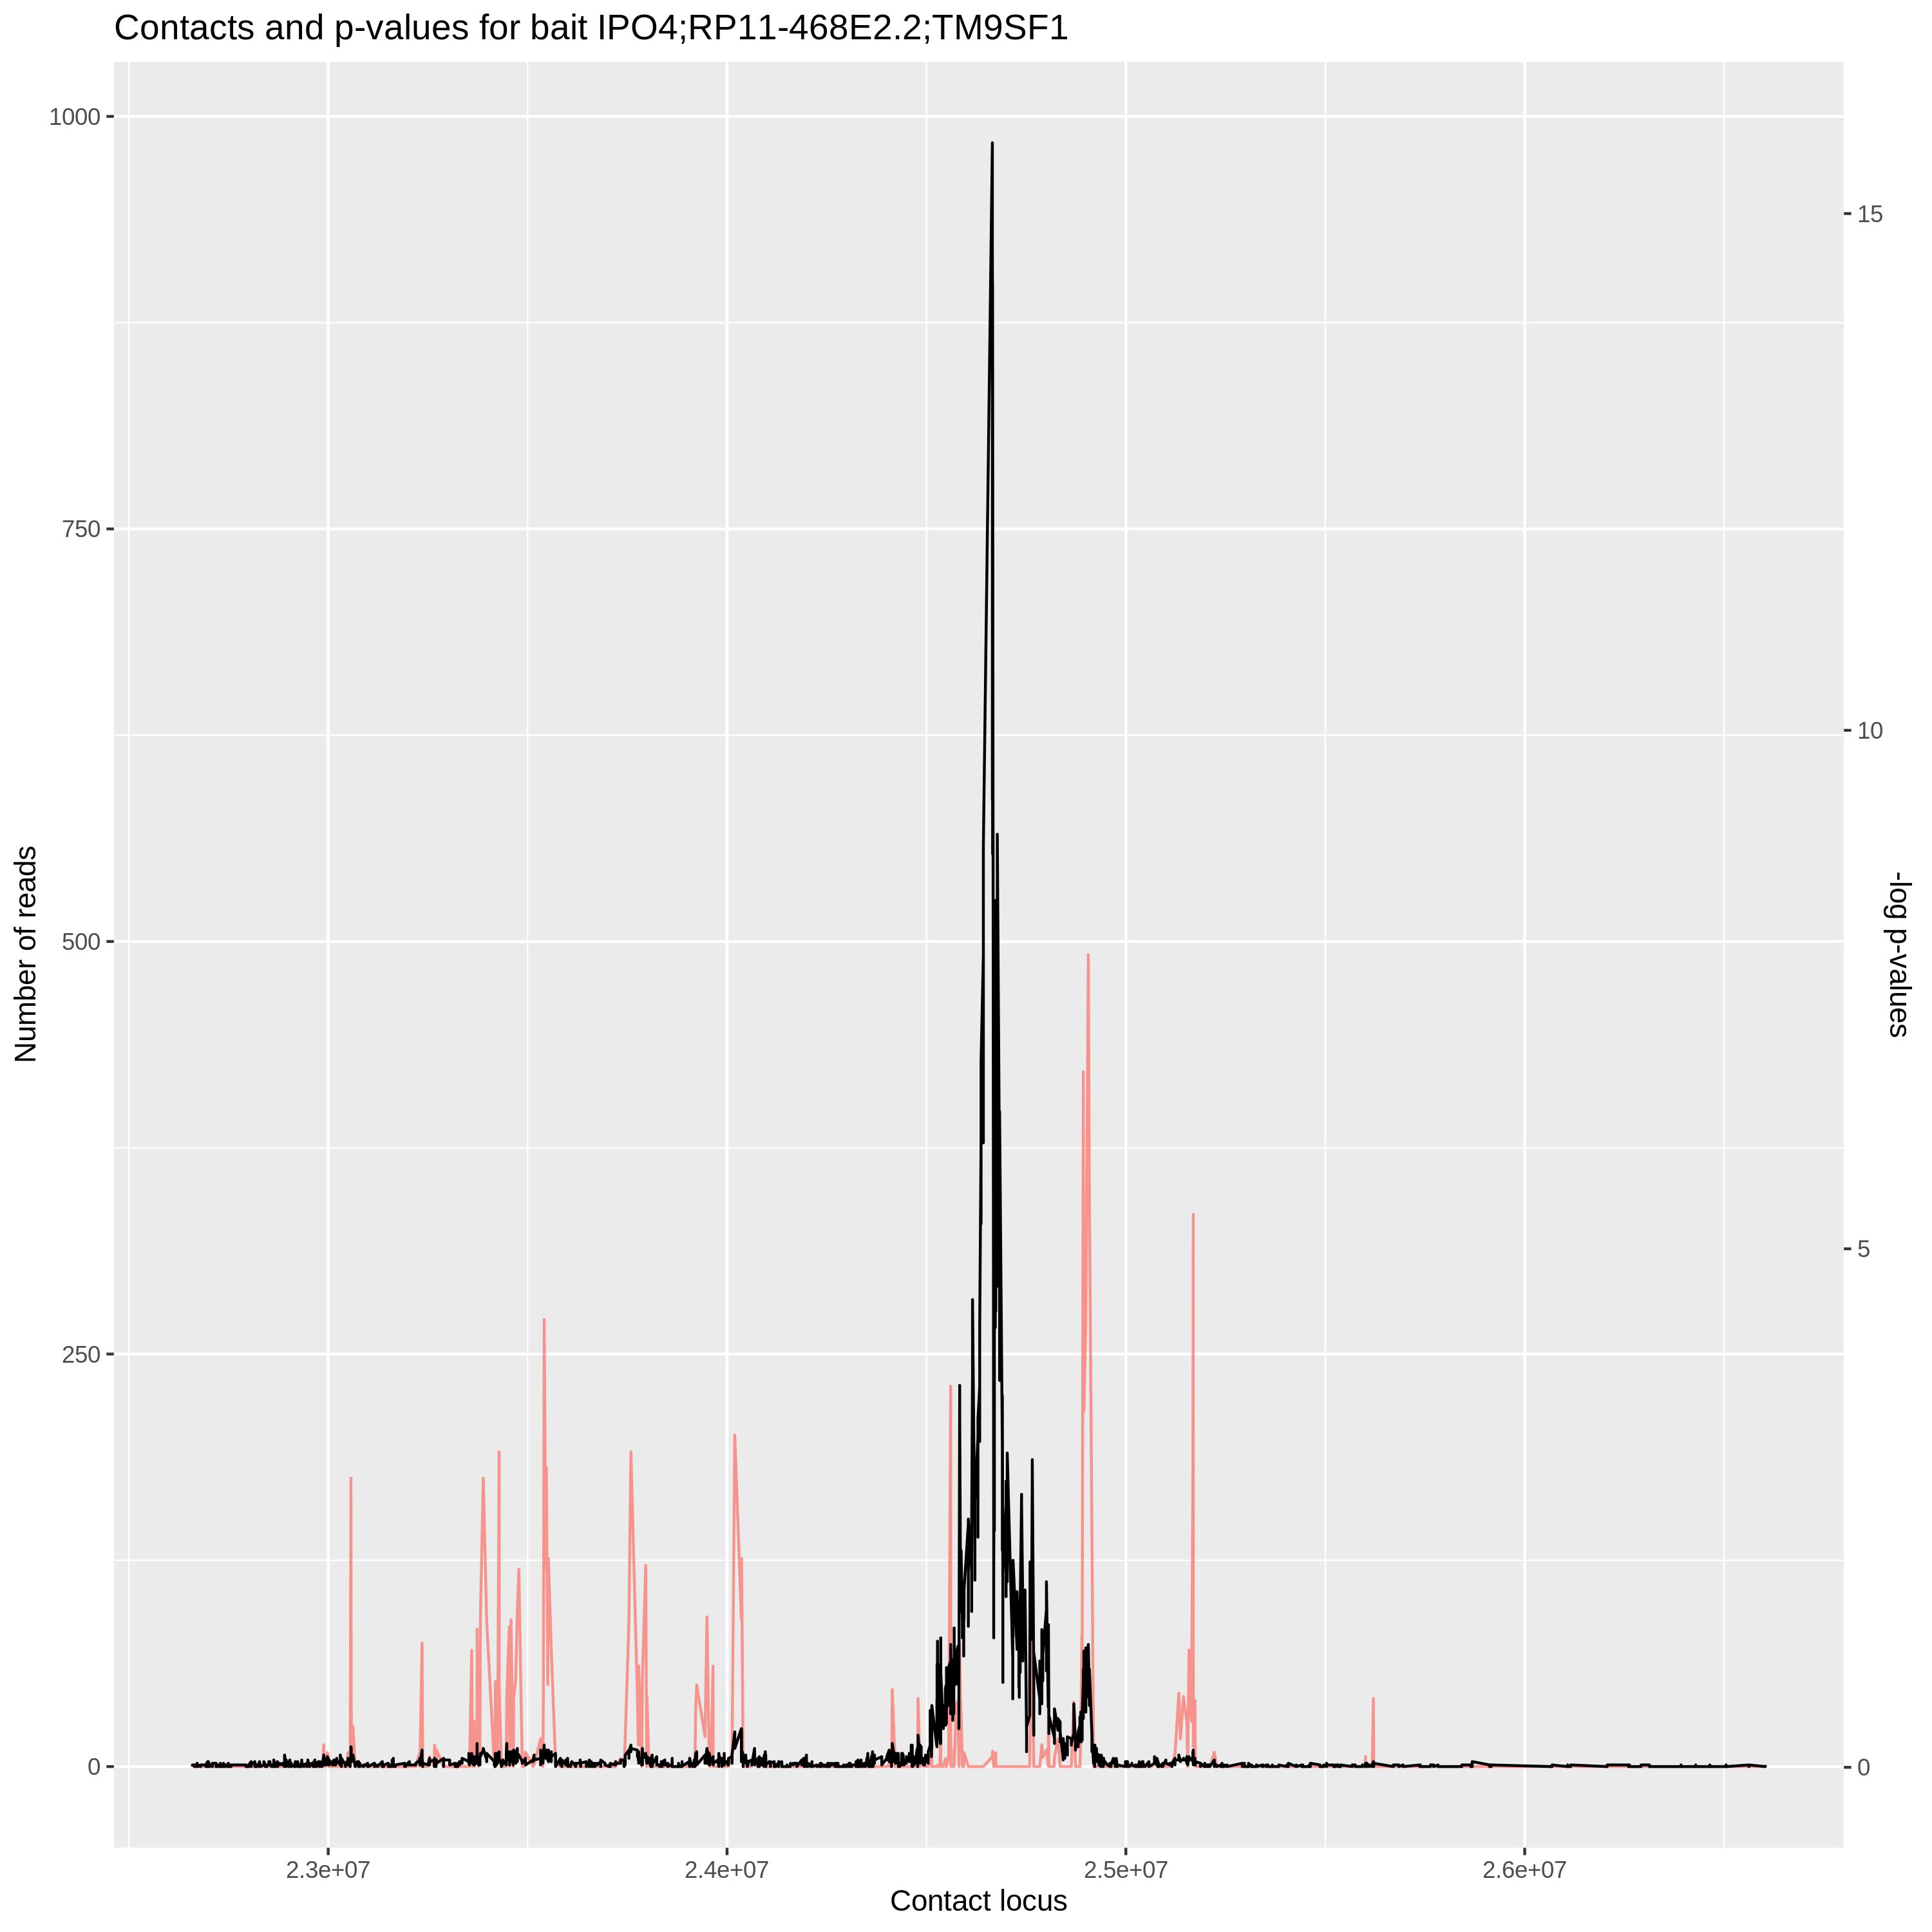 Contacts and p-values for bait IPO4;RP11-468E2.2;TM9SF1
1000
750
500
250
0
Number of reads
15
10
5
0
-log p-values
2.3e+07
2.4e+07
2.5e+07
2.6e+07
Contact locus